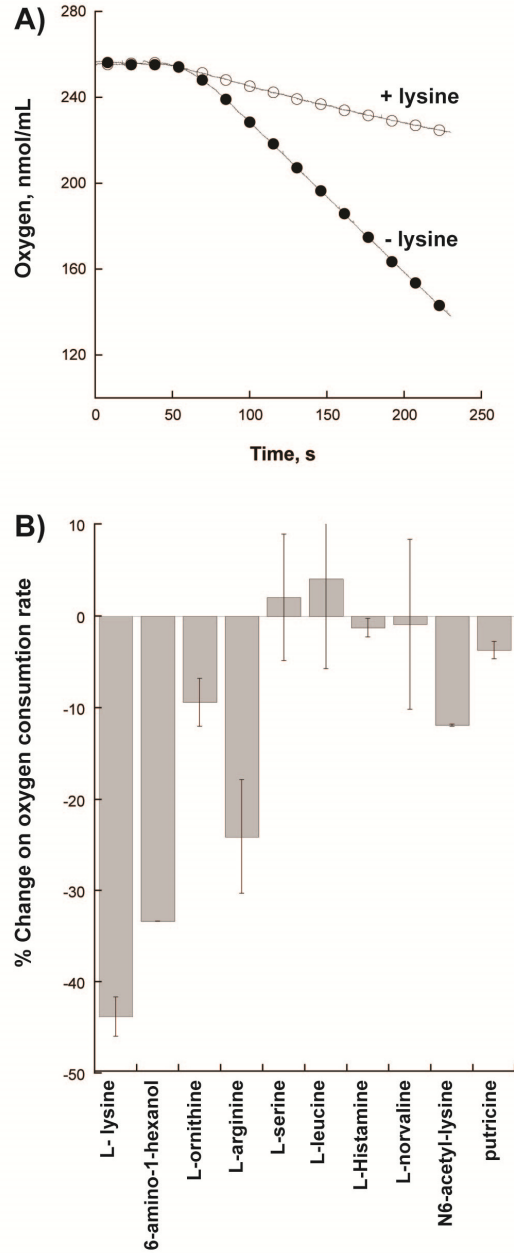 A)
Oxygen, nmol/mL
240
200
160
120
+ lysine
- lysine
0 50 100 150 200 250
Time, s
B)
% Change on oxygen consumtion rate
10
0
-10
-20
-30
-40
-50
L- lysine
6-amino-1-hexanol
L-ornithine
L-arginine
L-serine
L-leucine
L-Histamine
L-norvaline
N6-acetyl-lysine
putricine